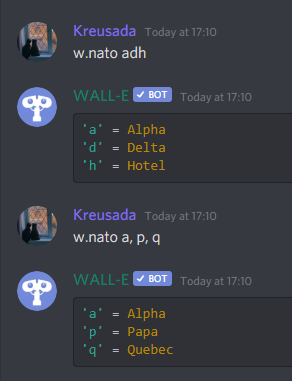 Kreusada Today at 17:10
w.nato adh
WALL-E ✓ BOT Today at 17:10
'a' = Alpha
'd' = Delta
'h' = Hotel
Kreusada Today at 17:10
w.nato a, p, q
WALL-E ✓ BOT Today at 17:10
'a' = Alpha
'p' = Papa
'q' = Quebec